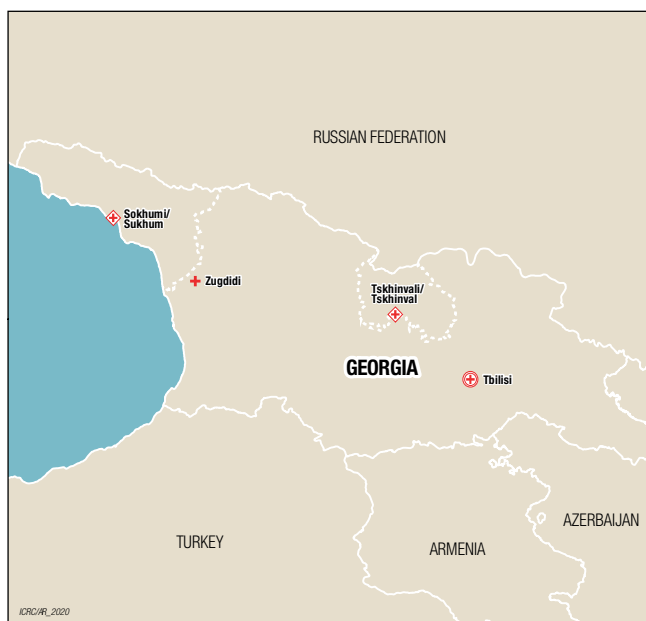 RUSSIAN FEDERATION
Sokhumi/
Sukhum
Zugdidi
Tskhinvali/
Tskhinval
GEORGIA
Tbilisi
AZERBAIJAN
TURKEY
ARMENIA
ICRC/AR_2020